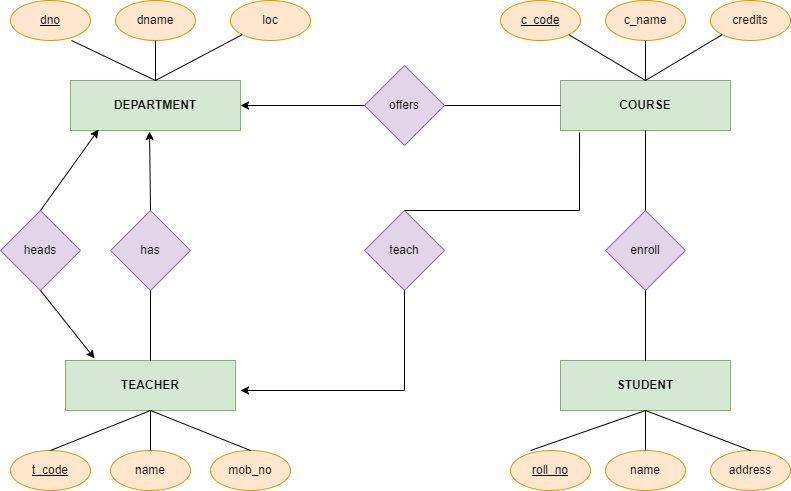 dno
dname
loc
c_code
c_name
credits
DEPARTMENT
offers
COURSE
heads
has
teach
enroll
TEACHER
STUDENT
t_code
name
mob_no
roll_no
name
address